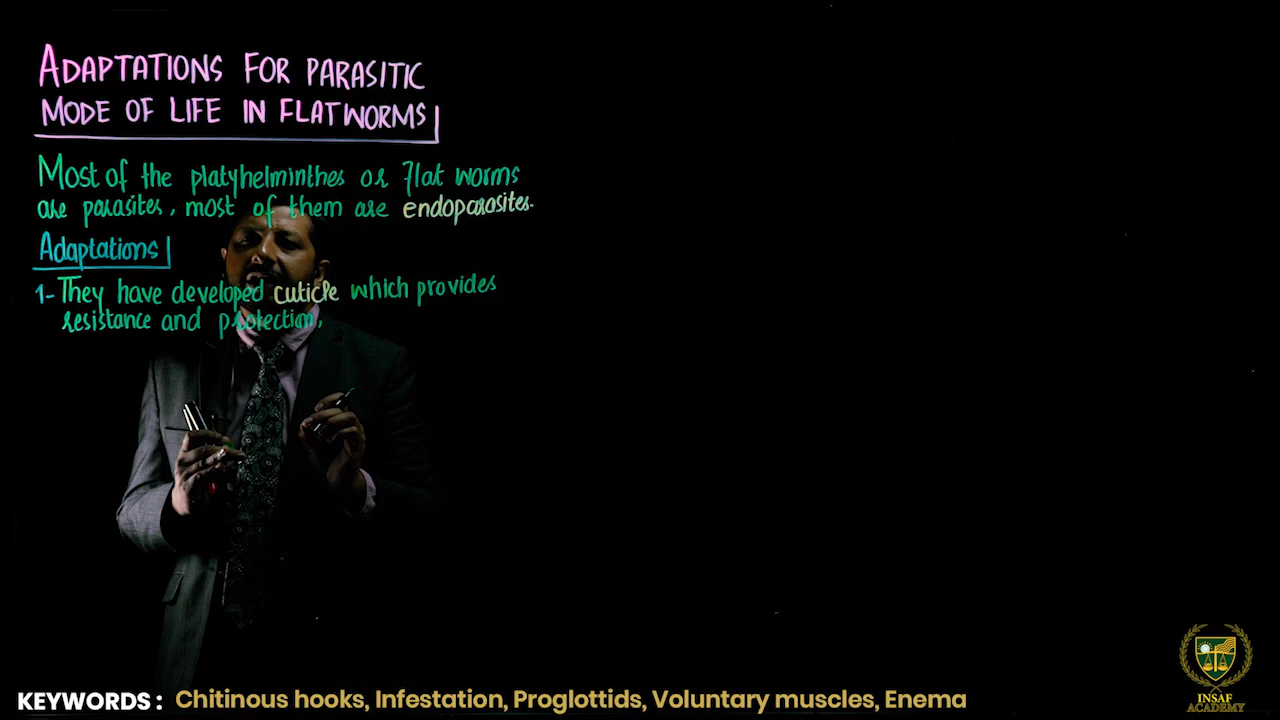 ADAPTATIONS FOR PARASITIC
MODE OF LIFE IN FLATWORMS
Most of the platyhelminthes or Flat worms
are parasites, most of them are endoparasites.
Adaptations
1- They have developed cuticle which provides
resistance and protection,
KEYWORDS : Chitinous hooks, Infestation, Proglottids, Voluntary muscles, Enema
INSAF
ACADEMY